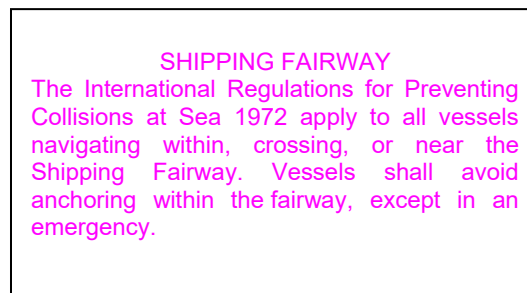 SHIPPING FAIRWAY
The International Regulations for Preventing
Collisions at Sea 1972 apply to all vessels
navigating within, crossing, or near the
Shipping Fairway. Vessels shall avoid
anchoring within the fairway, except in an
emergency.